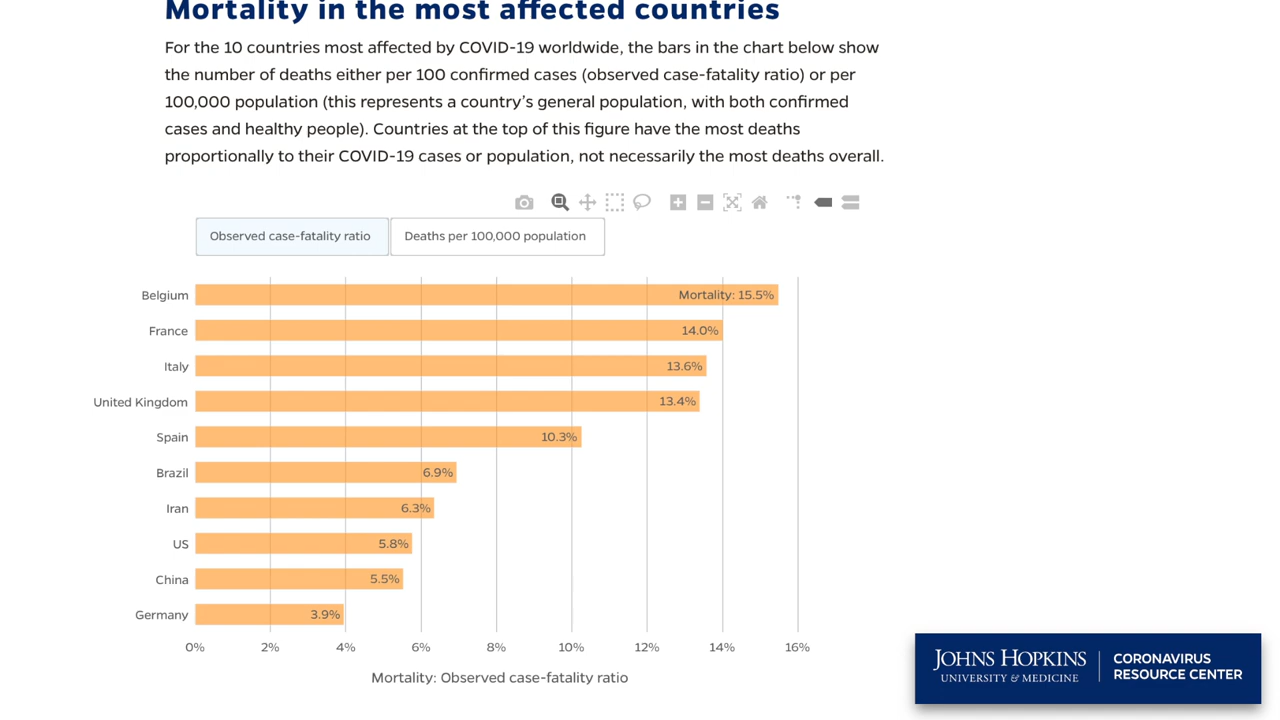 Mortality in the most affected countries
For the 10 countries most affected by COVID-19 worldwide, the bars in the chart below show
the number of deaths either per 100 confirmed cases (observed case-fatality ratio) or per
100,000 population (this represents a country's general population, with both confirmed
cases and healthy people). Countries at the top of this figure have the most deaths
proportionally to their COVID-19 cases or population, not necessarily the most deaths overall.
Observed case-fatality ratio Deaths per 100,000 population
Belgium Mortality: 15.5%
France 14.0%
Italy 13.6%
United Kingdom 13.4%
Spain 10.3%
Brazil 6.9%
Iran 6.3%
US 5.8%
China 5.5%
Germany 3.9%
0% 2% 4% 6% 8% 10% 12% 14% 16%
Mortality: Observed case-fatality ratio
JOHNS HOPKINS
UNIVERSITY & MEDICINE
CORONAVIRUS
RESOURCE CENTER